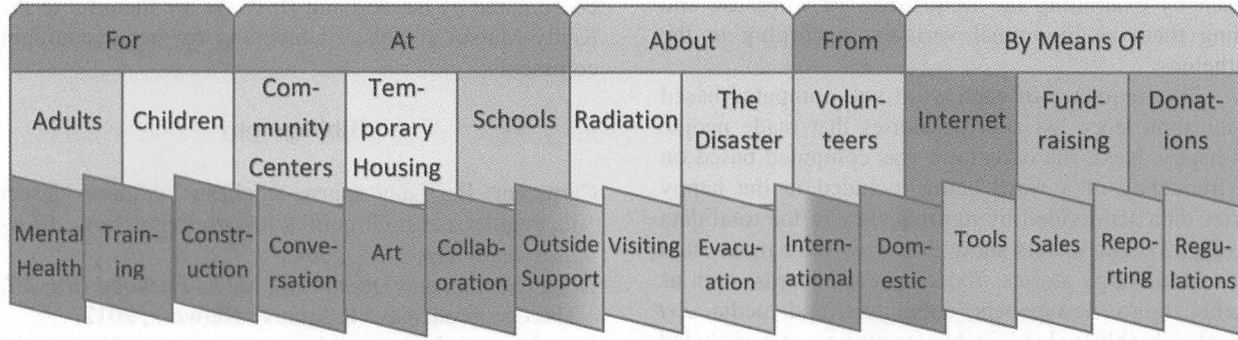 For At About From By Means Of
Adults Children Com-
munity
Centers Tem-
porary
Housing Schools Radiation The
Disaster Volun-
teers Internet Fund-
raising Donat-
ions
Mental
Health Train-
ing Constr-
uction Conve-
rsation Art Collab-
oration Outside
Support Visiting Evacu-
ation Intern-
ational Dom-
estic Tools Sales Repo-
rting Regu-
lations